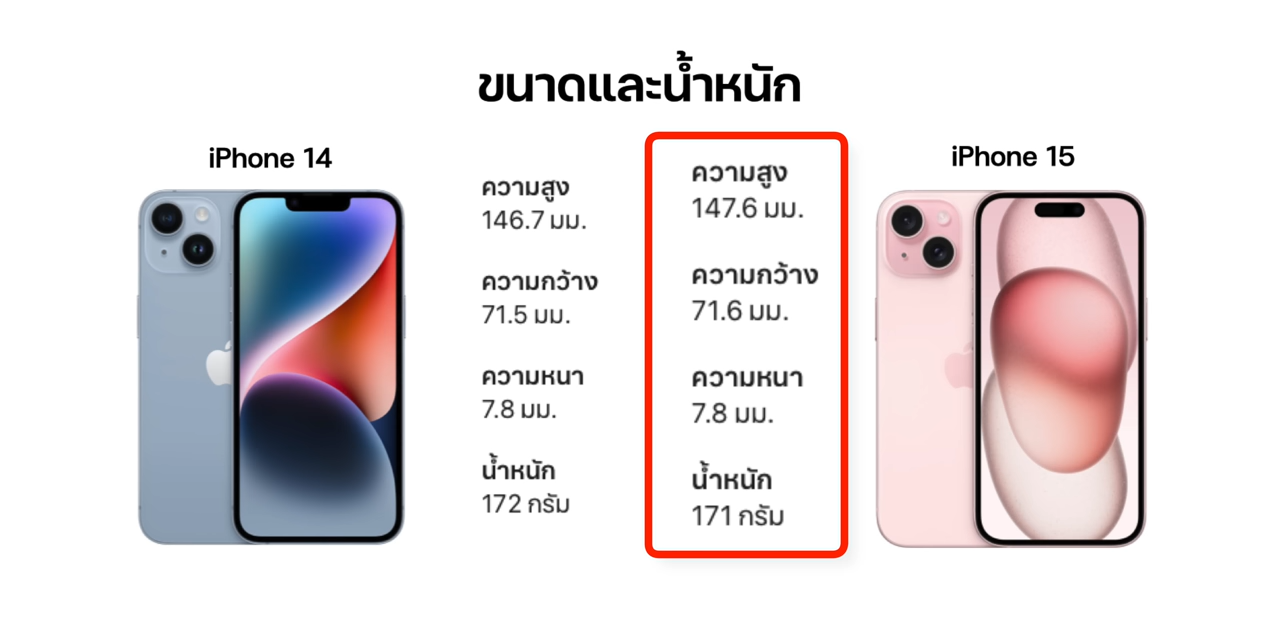 ขนาดและน้ำหนัก
iPhone 14
ความสูง
146.7 มม.
ความกว้าง
71.5 มม.
ความหนา
7.8 มม.
น้ำหนัก
172 กรัม
ความสูง
147.6 มม.
ความกว้าง
71.6 มม.
ความหนา
7.8 มม.
น้ำหนัก
171 กรัม
iPhone 15